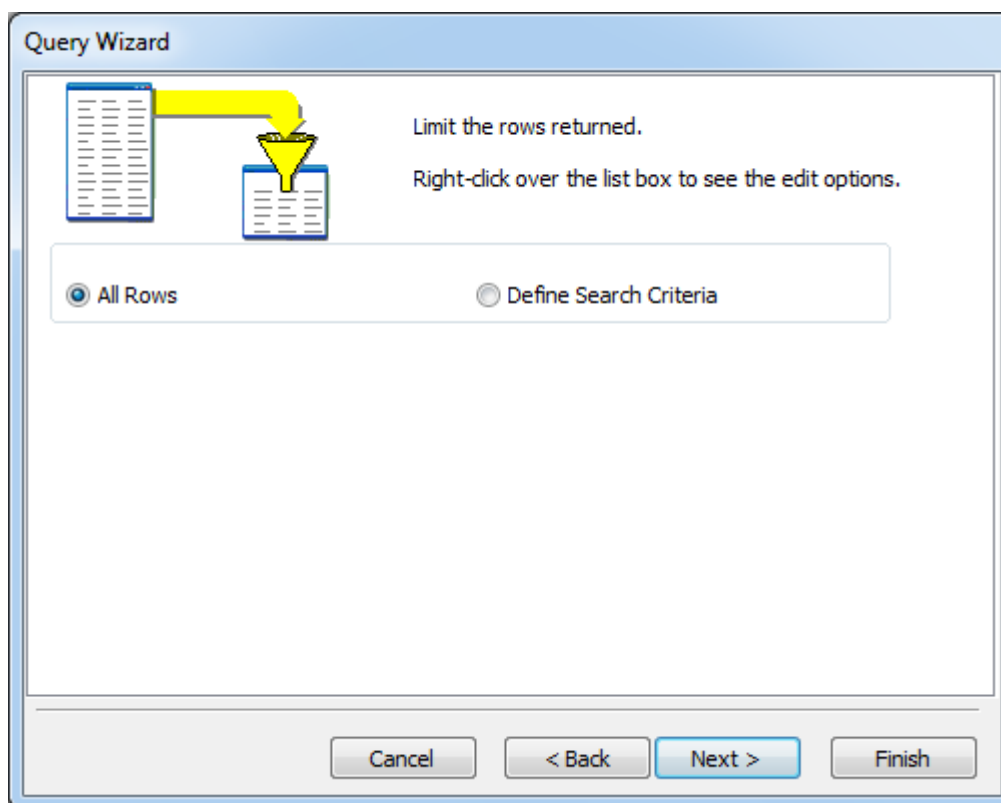 Query Wizard
Limit the rows returned.
Right-click over the list box to see the edit options.
All Rows
Define Search Criteria
Cancel
< Back
Next >
Finish